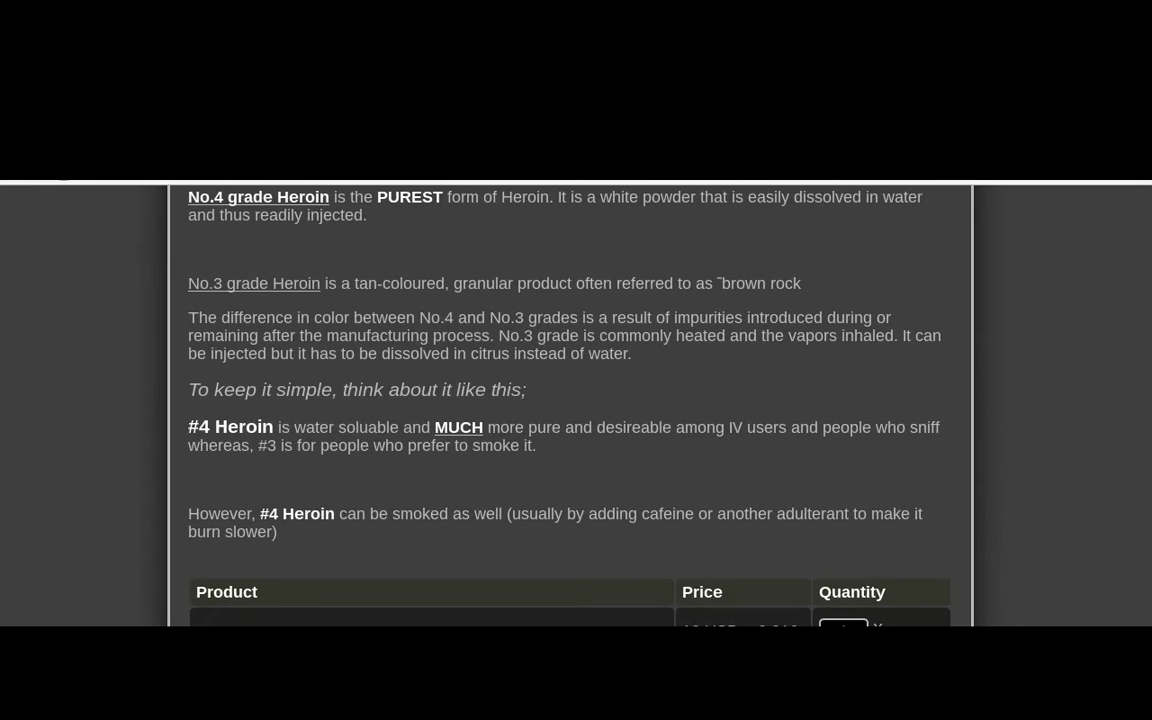 No.4 grade Heroin is the PUREST form of Heroin. It is a white powder that is easily dissolved in water
and thus readily injected.
No.3 grade Heroin is a tan-coloured, granular product often referred to as ˜brown rock
The difference in color between No.4 and No.3 grades is a result of impurities introduced during or
remaining after the manufacturing process. No.3 grade is commonly heated and the vapors inhaled. It can
be injected but it has to be dissolved in citrus instead of water.
To keep it simple, think about it like this;
#4 Heroin is water soluable and MUCH more pure and desireable among IV users and people who sniff
whereas, #3 is for people who prefer to smoke it.
However, #4 Heroin can be smoked as well (usually by adding cafeine or another adulterant to make it
burn slower)
Product Price Quantity